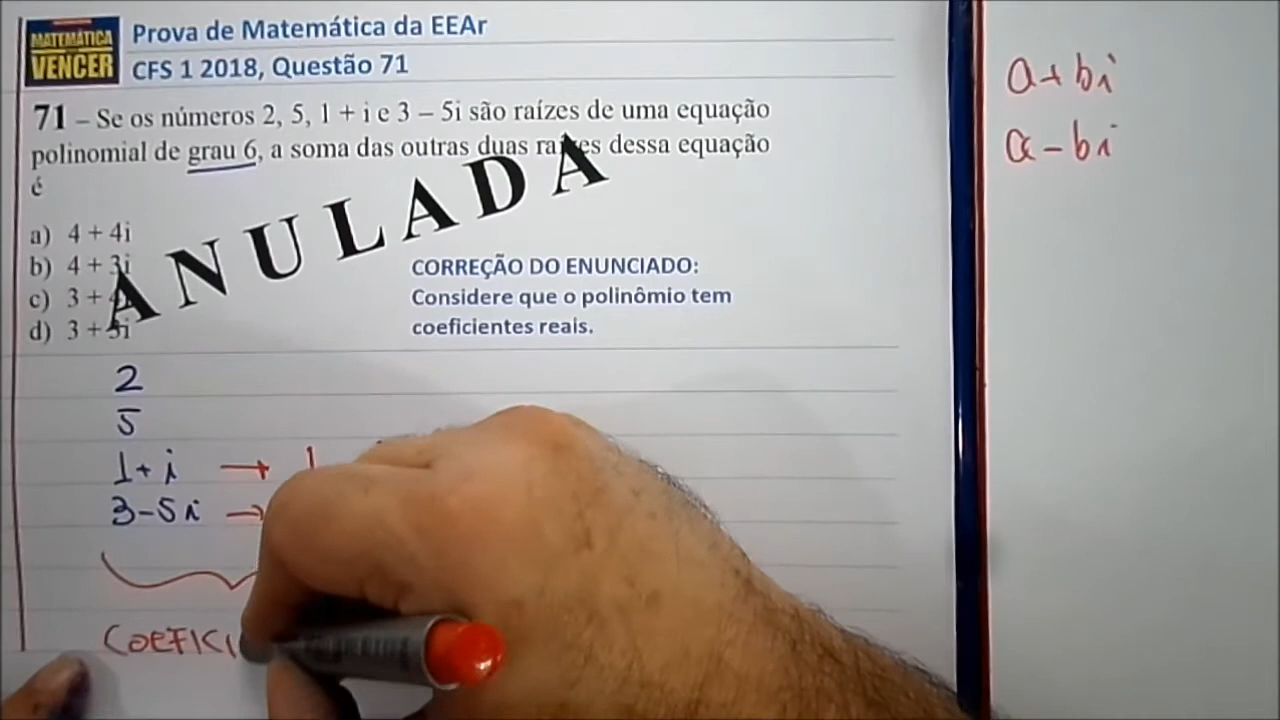 MATEMÁTICA
VENCER
Prova de Matemática da EEAr
CFS 1 2018, Questão 71
71 – Se os números 2, 5, 1 + i e 3 – 5i são raízes de uma equação
polinomial de grau 6, a soma das outras duas raízes dessa equação
é
a) 4 + 4i
b) 4 + 3i
c) 3 +
d) 3 + 3i
ANULADA
CORREÇÃO DO ENUNCIADO:
Considere que o polinômio tem
coeficientes reais.
2
5
1 + i → 1
3 - 5i →
COEFICI
a + bi
a - bi